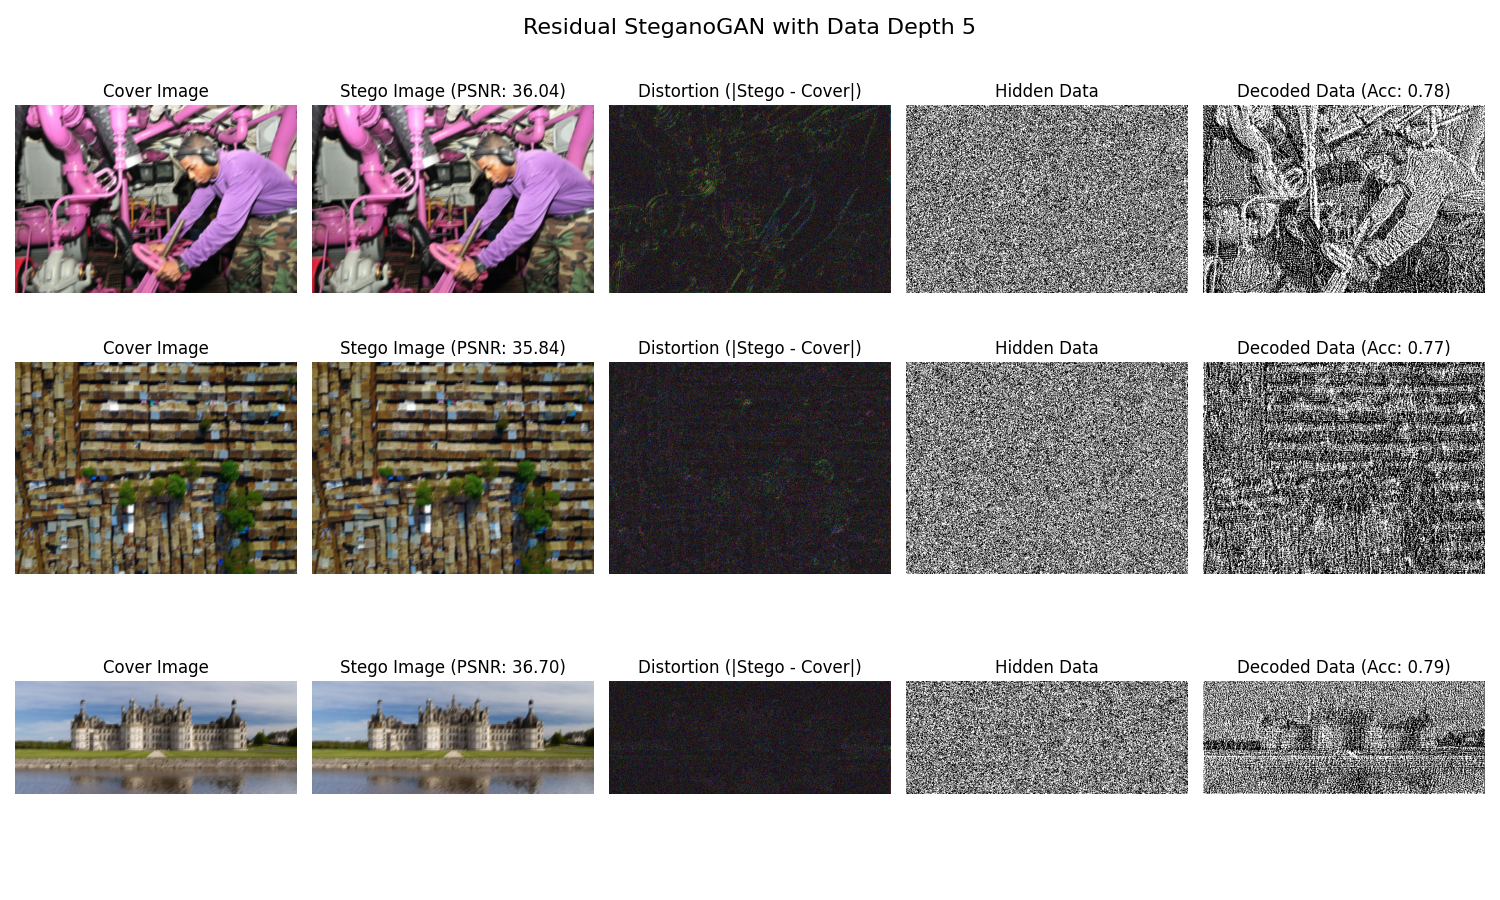 Residual SteganoGAN with Data Depth 5
Cover Image
Stego Image (PSNR: 36.04)
Distortion (|Stego - Cover|)
Hidden Data
Decoded Data (Acc: 0.78)
Cover Image
Stego Image (PSNR: 35.84)
Distortion (|Stego - Cover|)
Hidden Data
Decoded Data (Acc: 0.77)
Cover Image
Stego Image (PSNR: 36.70)
Distortion (|Stego - Cover|)
Hidden Data
Decoded Data (Acc: 0.79)